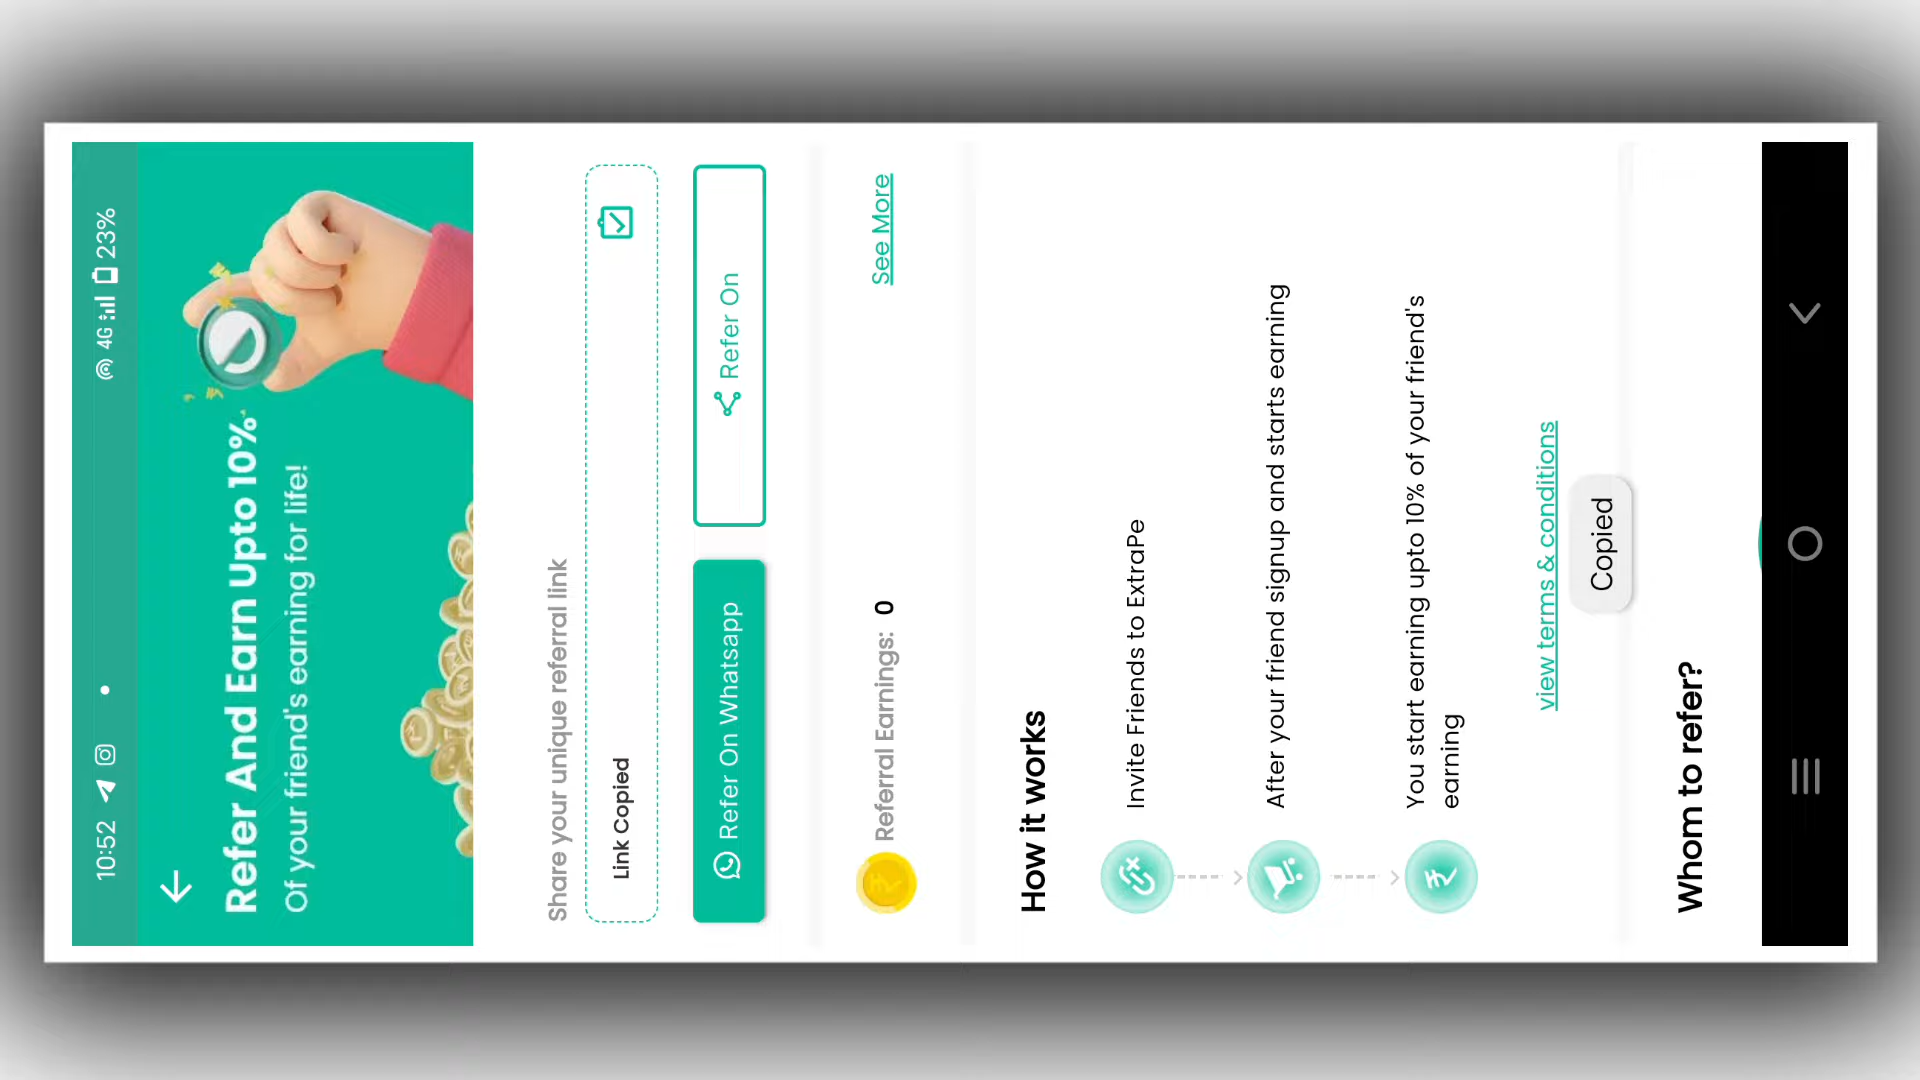 10:52
4G 23%
Refer And Earn Upto 10%
Of your friend's earning for life!
Share your unique referral link
Link Copied
Refer On Whatsapp
Refer On
Referral Earnings: 0
See More
How it works
Invite Friends to ExtraPe
After your friend signup and starts earning
You start earning upto 10% of your friend's
earning
view terms & conditions
Copied
Whom to refer?